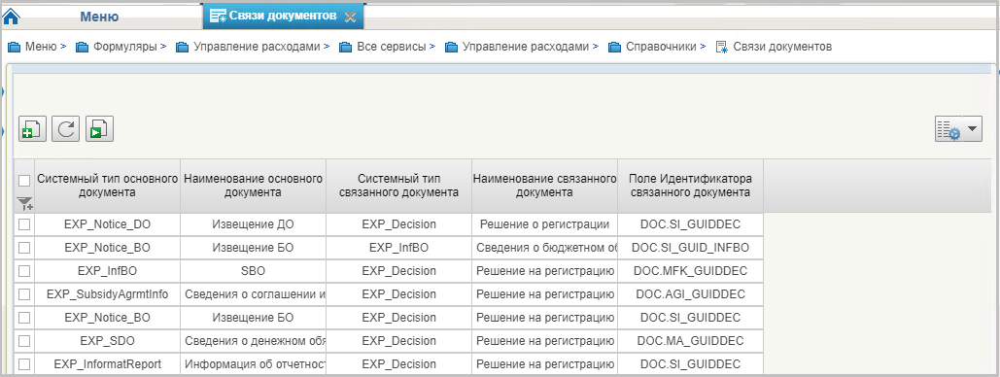 Меню Связи документов
Меню > Формуляры > Управление расходами > Все сервисы > Управление расходами > Справочники > Связи документов
Системный тип основного документа Наименование основного документа Системный тип связанного документа Наименование связанного документа Поле Идентификатора связанного документа
EXP_Notice_DO Извещение ДО EXP_Decision Решение о регистрации DOC.SI_GUIDDEC
EXP_Notice_BO Извещение БО EXP_InfBO Сведения о бюджетном об DOC.SI_GUID_INFBO
EXP_InfBO SBO EXP_Decision Решение на регистрацию DOC.MFK_GUIDDEC
EXP_SubsidyAgrmtInfo Сведения о соглашении и EXP_Decision Решение на регистрацию DOC.AGI_GUIDDEC
EXP_Notice_BO Извещение БО EXP_Decision Решение на регистрацию DOC.SI_GUIDDEC
EXP_SDO Сведения о денежном обя EXP_Decision Решение на регистрацию DOC.MA_GUIDDEC
EXP_InformatReport Информация об отчетнос EXP_Decision Решение на регистрацию DOC.SI_GUIDDEC